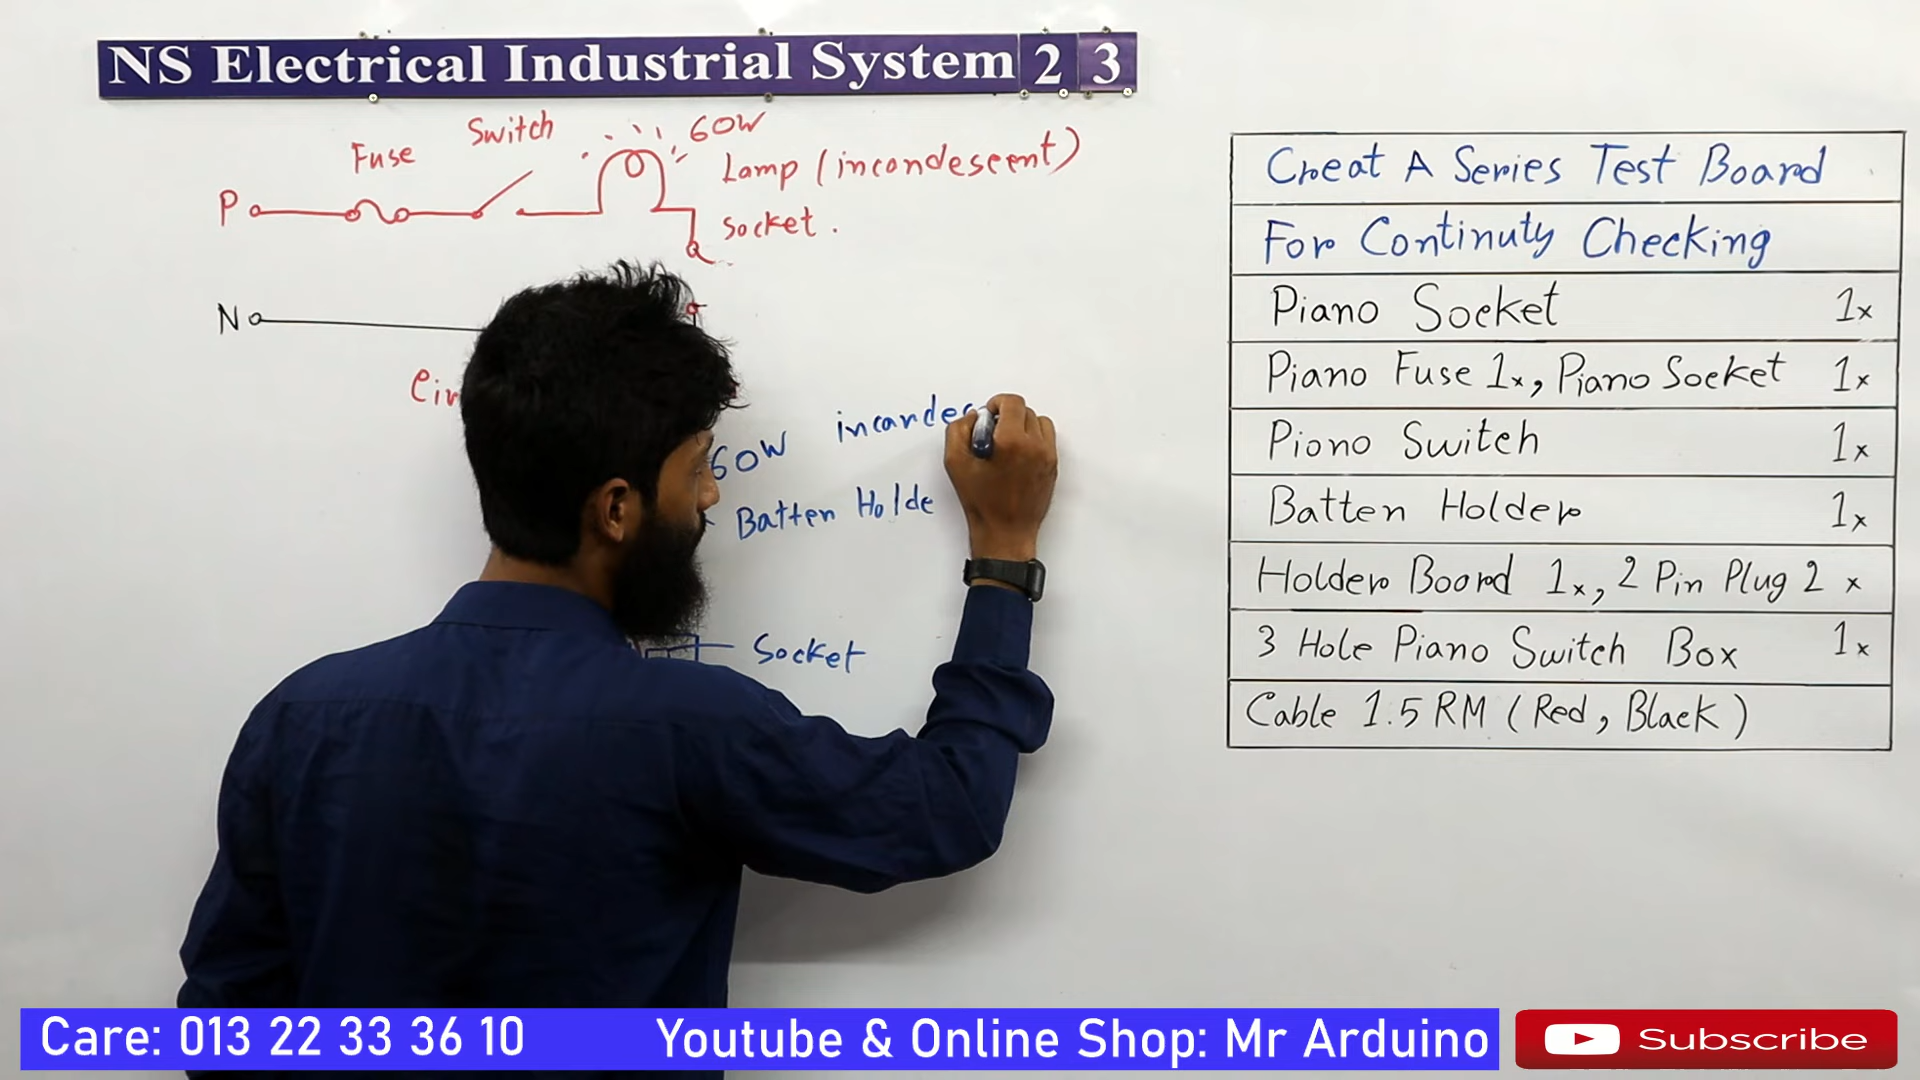 NS Electrical Industrial System 2 3
Fuse
Switch
60W
Lamp (incondescent)
socket.
P
N
60W incandes
Batten Holde
Socket
Creat A Series Test Board
For Continuty Checking
Piano Socket 1x
Piano Fuse 1x, Piano Socket 1x
Piono Switch 1x
Batten Holder 1x
Holder Board 1x, 2 Pin Plug 2 x
3 Hole Piano Switch Box 1x
Cable 1.5 RM (Red, Black)
Care: 013 22 33 36 10
Youtube & Online Shop: Mr Arduino
Subscribe